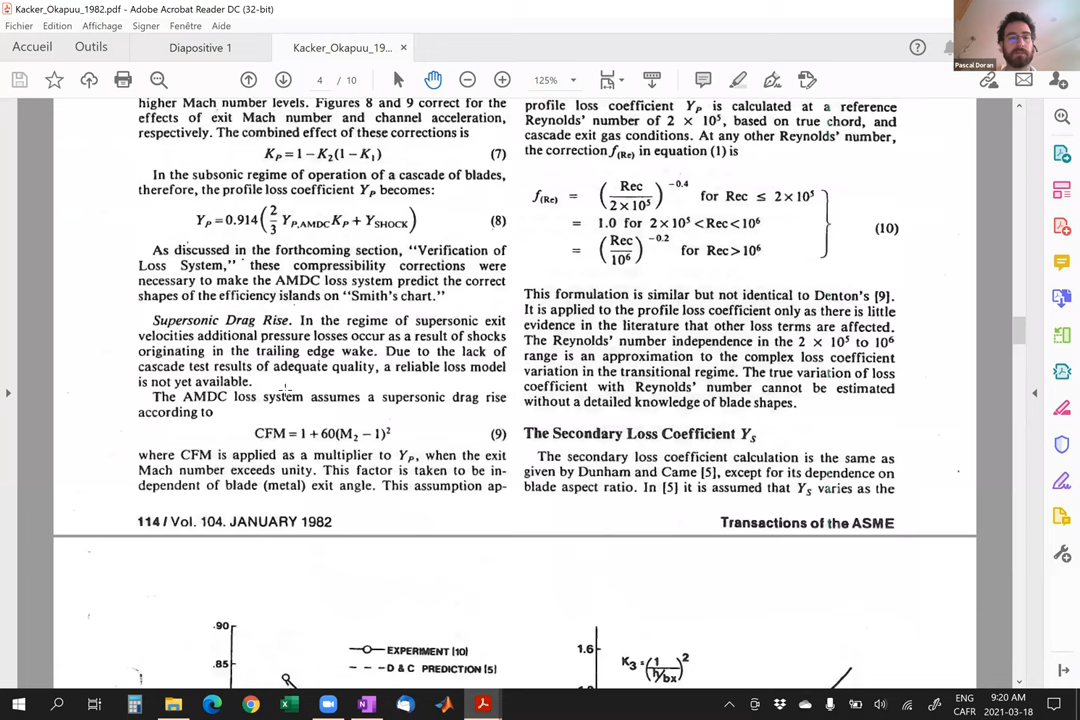 Kacker_Okapuu_1982.pdf - Adobe Acrobat Reader DC (32-bit)
Fichier Edition Affichage Signer Fenêtre Aide
Accueil Outils Diapositive 1 Kacker_Okapuu_19... ×
4 / 10 125%
Pascal Doran
higher Mach number levels. Figures 8 and 9 correct for the
effects of exit Mach number and channel acceleration,
respectively. The combined effect of these corrections is
K_P = 1 − K_2(1 − K_1) (7)
In the subsonic regime of operation of a cascade of blades,
therefore, the profile loss coefficient Y_P becomes:
Y_P = 0.914 (2/3 Y_P,AMDC K_P + Y_SHOCK) (8)
As discussed in the forthcoming section, "Verification of
Loss System," these compressibility corrections were
necessary to make the AMDC loss system predict the correct
shapes of the efficiency islands on "Smith's chart."
Supersonic Drag Rise. In the regime of supersonic exit
velocities additional pressure losses occur as a result of shocks
originating in the trailing edge wake. Due to the lack of
cascade test results of adequate quality, a reliable loss model
is not yet available.
The AMDC loss system assumes a supersonic drag rise
according to
CFM = 1 + 60(M_2 − 1)² (9)
where CFM is applied as a multiplier to Y_P, when the exit
Mach number exceeds unity. This factor is taken to be in-
dependent of blade (metal) exit angle. This assumption ap-
profile loss coefficient Y_P is calculated at a reference
Reynolds' number of 2 × 10⁵, based on true chord, and
cascade exit gas conditions. At any other Reynolds' number,
the correction f_(Re) in equation (1) is
f_(Re) = (Rec / 2×10⁵)^−0.4 for Rec ≤ 2×10⁵
= 1.0 for 2×10⁵ <Rec<10⁶ (10)
= (Rec / 10⁶)^−0.2 for Rec>10⁶
This formulation is similar but not identical to Denton's [9].
It is applied to the profile loss coefficient only as there is little
evidence in the literature that other loss terms are affected.
The Reynolds' number independence in the 2 × 10⁵ to 10⁶
range is an approximation to the complex loss coefficient
variation in the transitional regime. The true variation of loss
coefficient with Reynolds' number cannot be estimated
without a detailed knowledge of blade shapes.
The Secondary Loss Coefficient Y_S
The secondary loss coefficient calculation is the same as
given by Dunham and Came [5], except for its dependence on
blade aspect ratio. In [5] it is assumed that Y_S varies as the
114 / Vol. 104, JANUARY 1982 Transactions of the ASME
.90
.85
EXPERIMENT [10]
D & C PREDICTION [5]
1.6
K_3 = (1 / h/bx)²
ENG
CAFR
9:20 AM
2021-03-18